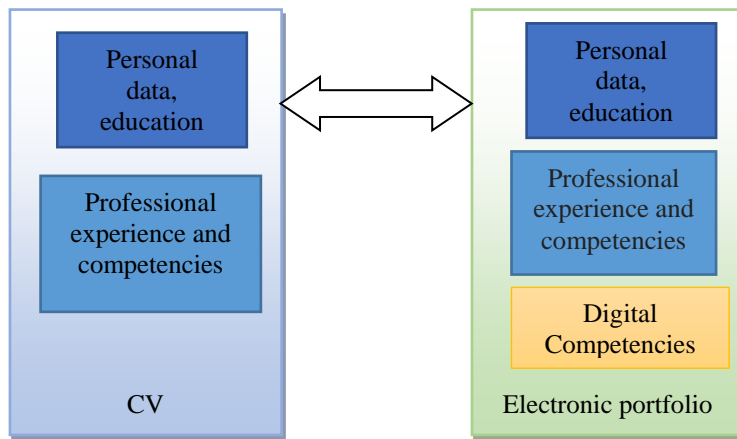 Personal
data,
education
Professional
experience and
competencies
CV
Personal
data,
education
Professional
experience and
competencies
Digital
Competencies
Electronic portfolio